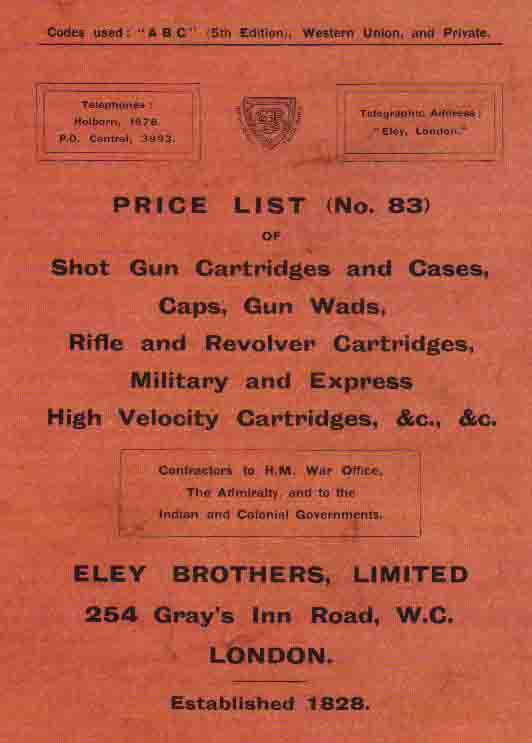 Codes used: "A B C" (5th Edition), Western Union, and Private.
Telephones:
Holborn, 1676.
P.O. Central, 3993.
Telegraphic Address:
"Eley, London."
PRICE LIST (No. 83)
OF
Shot Gun Cartridges and Cases,
Caps, Gun Wads,
Rifle and Revolver Cartridges,
Military and Express
High Velocity Cartridges, &c., &c.
Contractors to H.M. War Office,
The Admiralty and to the
Indian and Colonial Governments.
ELEY BROTHERS, LIMITED
254 Gray's Inn Road, W.C.
LONDON.
Established 1828.